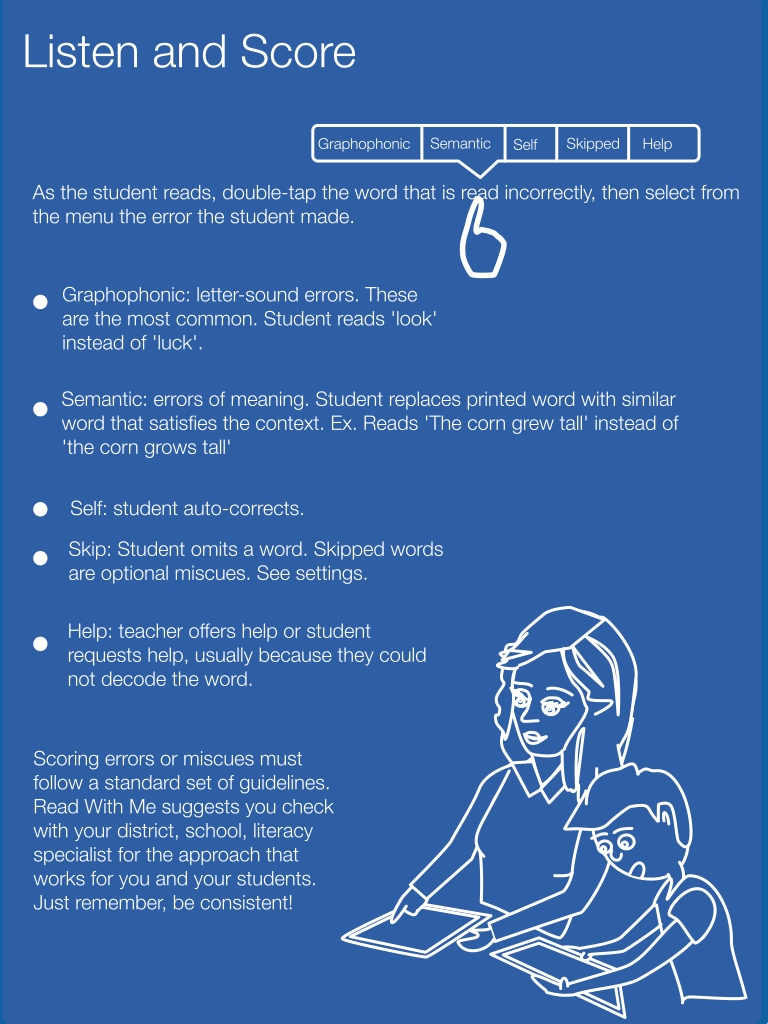 Listen and Score
Graphophonic Semantic Self Skipped Help
As the student reads, double-tap the word that is read incorrectly, then select from
the menu the error the student made.
Graphophonic: letter-sound errors. These
are the most common. Student reads 'look'
instead of 'luck'.
Semantic: errors of meaning. Student replaces printed word with similar
word that satisfies the context. Ex. Reads 'The corn grew tall' instead of
'the corn grows tall'
Self: student auto-corrects.
Skip: Student omits a word. Skipped words
are optional miscues. See settings.
Help: teacher offers help or student
requests help, usually because they could
not decode the word.
Scoring errors or miscues must
follow a standard set of guidelines.
Read With Me suggests you check
with your district, school, literacy
specialist for the approach that
works for you and your students.
Just remember, be consistent!